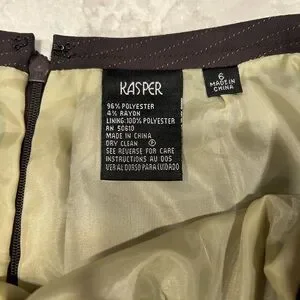 KASPER
96% POLYESTER
4% RAYON
LINING: 100% POLYESTER
RN 50610
MADE IN CHINA
DRY CLEAN Ⓟ
SEE REVERSE FOR CARE
INSTRUCTIONS AU DOS
VER AL DORSO PARA CUIDADO
6
MADE IN
CHINA